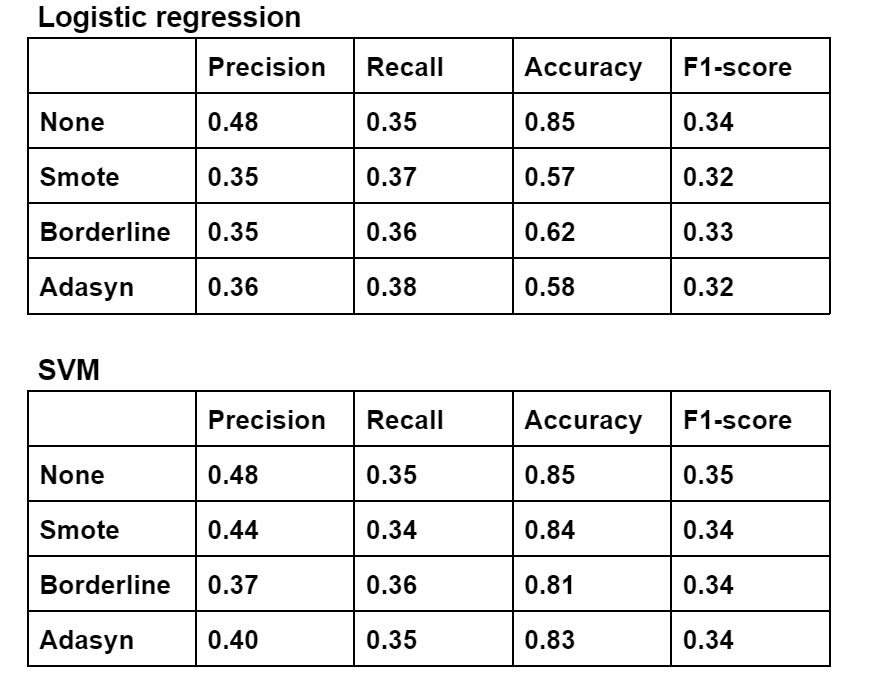 Logistic regression
Precision Recall Accuracy F1-score
None 0.48 0.35 0.85 0.34
Smote 0.35 0.37 0.57 0.32
Borderline 0.35 0.36 0.62 0.33
Adasyn 0.36 0.38 0.58 0.32
SVM
Precision Recall Accuracy F1-score
None 0.48 0.35 0.85 0.35
Smote 0.44 0.34 0.84 0.34
Borderline 0.37 0.36 0.81 0.34
Adasyn 0.40 0.35 0.83 0.34